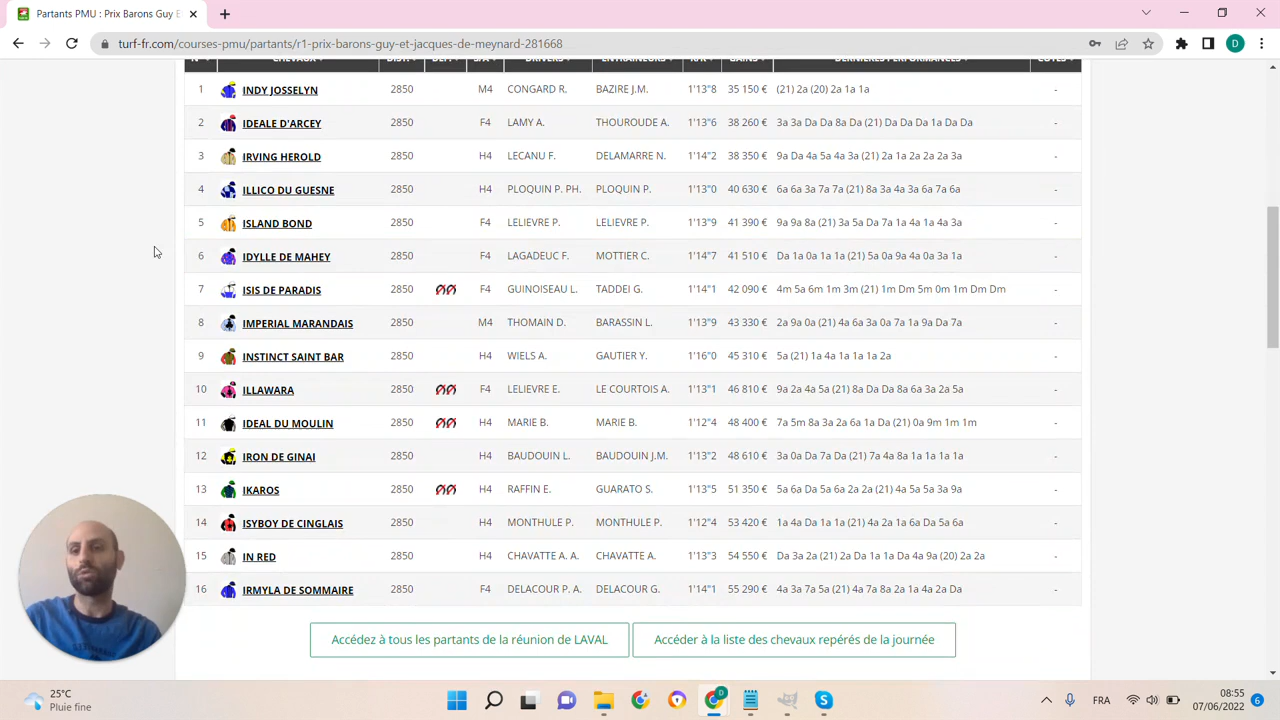 Partants PMU : Prix Barons Guy E
turf-fr.com/courses-pmu/partants/r1-prix-barons-guy-et-jacques-de-meynard-281668
D
N° CHEVAUX DIST. DEF. S/A DRIVERS ENTRAÎNEURS R/K GAINS DERNIÈRES PERFORMANCES COTES
1 INDY JOSSELYN 2850 M4 CONGARD R. BAZIRE J.M. 1'13"8 35 150 € (21) 2a (20) 2a 1a 1a -
2 IDEALE D'ARCEY 2850 F4 LAMY A. THOUROUDE A. 1'13"6 38 260 € 3a 3a Da Da 8a Da (21) Da Da Da 1a Da Da -
3 IRVING HEROLD 2850 H4 LECANU F. DELAMARRE N. 1'14"2 38 350 € 9a Da 4a 5a 4a 3a (21) 2a 1a 2a 2a 2a 3a -
4 ILLICO DU GUESNE 2850 H4 PLOQUIN P. PH. PLOQUIN P. 1'13"0 40 630 € 6a 6a 3a 7a 7a (21) 8a 3a 4a 3a 6a 7a 6a -
5 ISLAND BOND 2850 F4 LELIEVRE P. LELIEVRE P. 1'13"9 41 390 € 9a 9a 8a (21) 3a 5a Da 7a 1a 4a 1a 4a 3a -
6 IDYLLE DE MAHEY 2850 F4 LAGADEUC F. MOTTIER C. 1'14"7 41 510 € Da 1a 0a 1a 1a (21) 5a 0a 9a 4a 0a 3a 1a -
7 ISIS DE PARADIS 2850 F4 GUINOISEAU L. TADDEI G. 1'14"1 42 090 € 4m 5a 6m 1m 3m (21) 1m Dm 5m 0m 1m Dm Dm -
8 IMPERIAL MARANDAIS 2850 M4 THOMAIN D. BARASSIN L. 1'13"9 43 330 € 2a 9a 0a (21) 4a 6a 3a 0a 7a 1a 9a Da 7a -
9 INSTINCT SAINT BAR 2850 H4 WIELS A. GAUTIER Y. 1'16"0 45 310 € 5a (21) 1a 4a 1a 1a 1a 2a -
10 ILLAWARA 2850 F4 LELIEVRE E. LE COURTOIS A. 1'13"1 46 810 € 9a 2a 4a 5a (21) 8a Da Da 8a 6a 3a 2a 5a -
11 IDEAL DU MOULIN 2850 H4 MARIE B. MARIE B. 1'12"4 48 400 € 7a 5m 8a 3a 2a 6a 1a Da (21) 0a 9m 1m 1m -
12 IRON DE GINAI 2850 H4 BAUDOUIN L. BAUDOUIN J.M. 1'13"2 48 610 € 3a 0a Da 7a Da (21) 7a 4a 8a 1a 1a 1a 1a -
13 IKAROS 2850 H4 RAFFIN E. GUARATO S. 1'13"5 51 350 € 5a 6a Da 5a 6a 2a 2a (21) 4a 5a 3a 3a 9a -
14 ISYBOY DE CINGLAIS 2850 H4 MONTHULE P. MONTHULE P. 1'12"4 53 420 € 1a 4a Da 1a 1a (21) 4a 2a 1a 6a Da 5a 6a -
15 IN RED 2850 H4 CHAVATTE A. A. CHAVATTE A. 1'13"3 54 550 € Da 3a 2a (21) 2a Da 1a 1a Da 4a 9a (20) 2a 2a -
16 IRMYLA DE SOMMAIRE 2850 F4 DELACOUR P. A. DELACOUR G. 1'14"1 55 290 € 4a 3a 7a 5a (21) 4a 7a 8a 2a 1a 4a 2a Da -
Accédez à tous les partants de la réunion de LAVAL Accéder à la liste des chevaux repérés de la journée
25°C
Pluie fine
D
FRA
08:55
07/06/2022
6